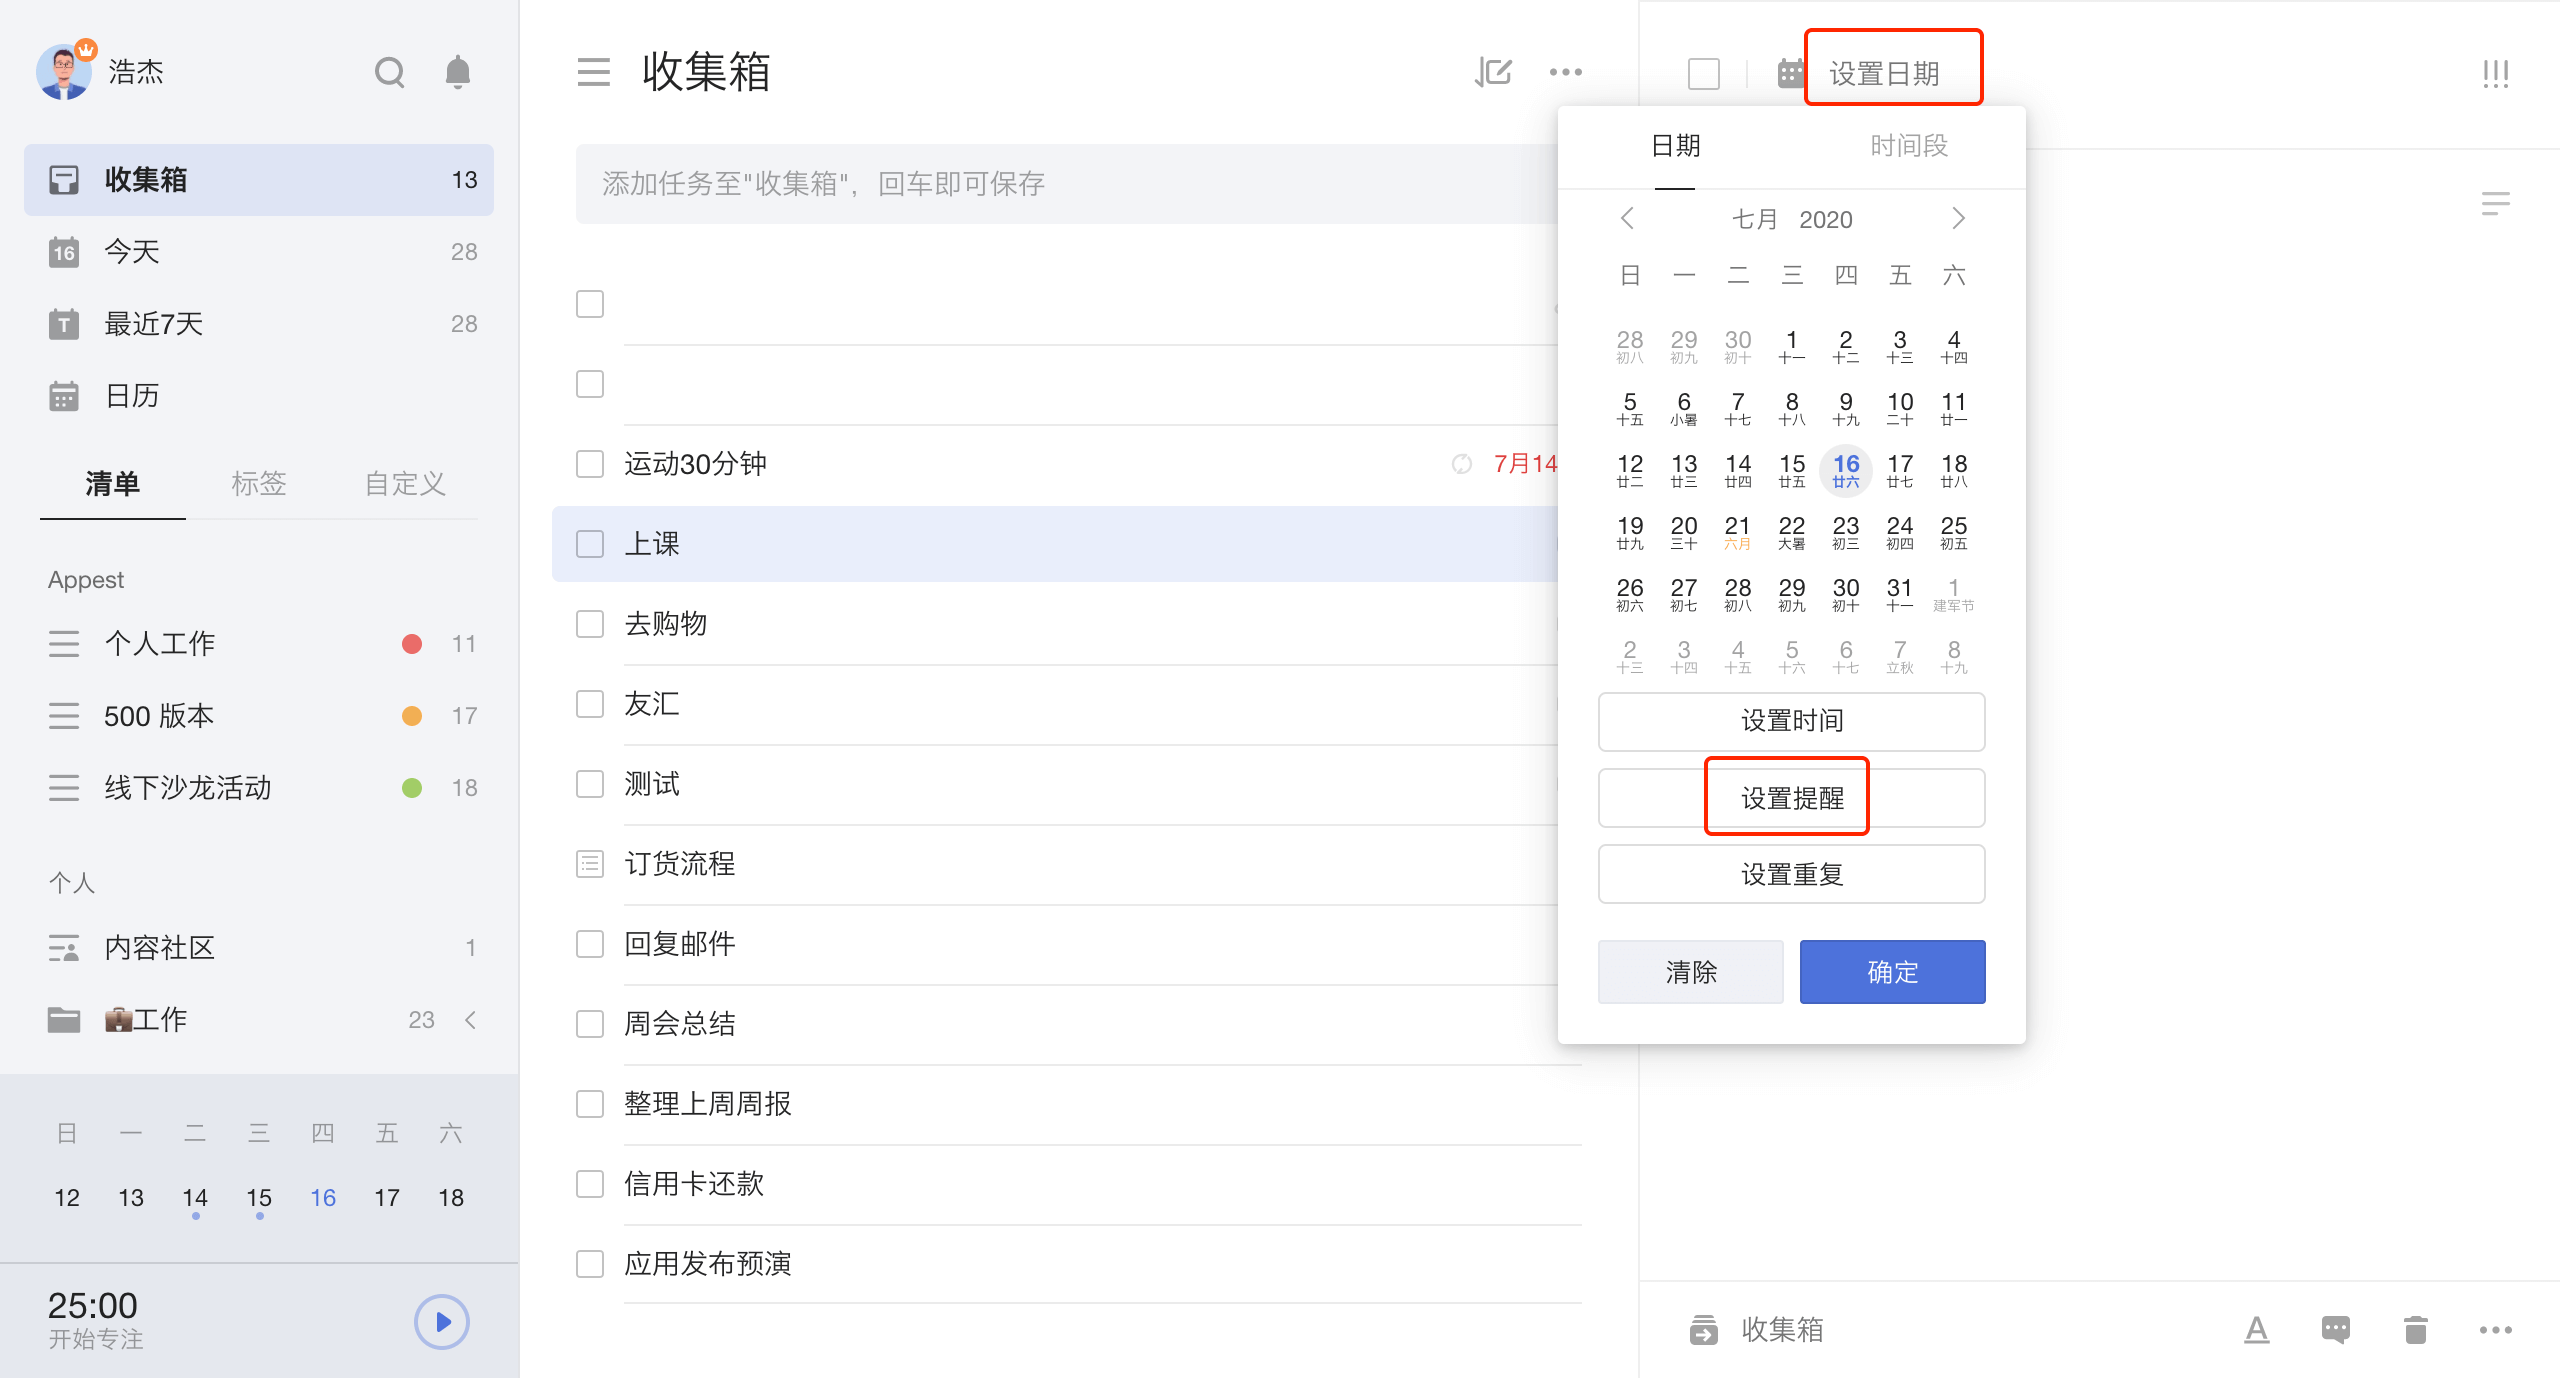 浩杰
收集箱 13
16 今天 28
T 最近7天 28
日历
清单 标签 自定义
Appest
个人工作 11
500 版本 17
线下沙龙活动 18
个人
内容社区 1
💼工作 23
日 一 二 三 四 五 六
12 13 14 15 16 17 18
25:00
开始专注
收集箱
添加任务至"收集箱"，回车即可保存
运动30分钟 7月14
上课
去购物
友汇
测试
订货流程
回复邮件
周会总结
整理上周周报
信用卡还款
应用发布预演
设置日期
日期 时间段
七月 2020
日 一 二 三 四 五 六
28 29 30 1 2 3 4
初八 初九 初十 十一 十二 十三 十四
5 6 7 8 9 10 11
十五 小暑 十七 十八 十九 二十 廿一
12 13 14 15 16 17 18
廿二 廿三 廿四 廿五 廿六 廿七 廿八
19 20 21 22 23 24 25
廿九 三十 六月 大暑 初三 初四 初五
26 27 28 29 30 31 1
初六 初七 初八 初九 初十 十一 建军节
2 3 4 5 6 7 8
十三 十四 十五 十六 十七 立秋 十九
设置时间
设置提醒
设置重复
清除 确定
收集箱 A